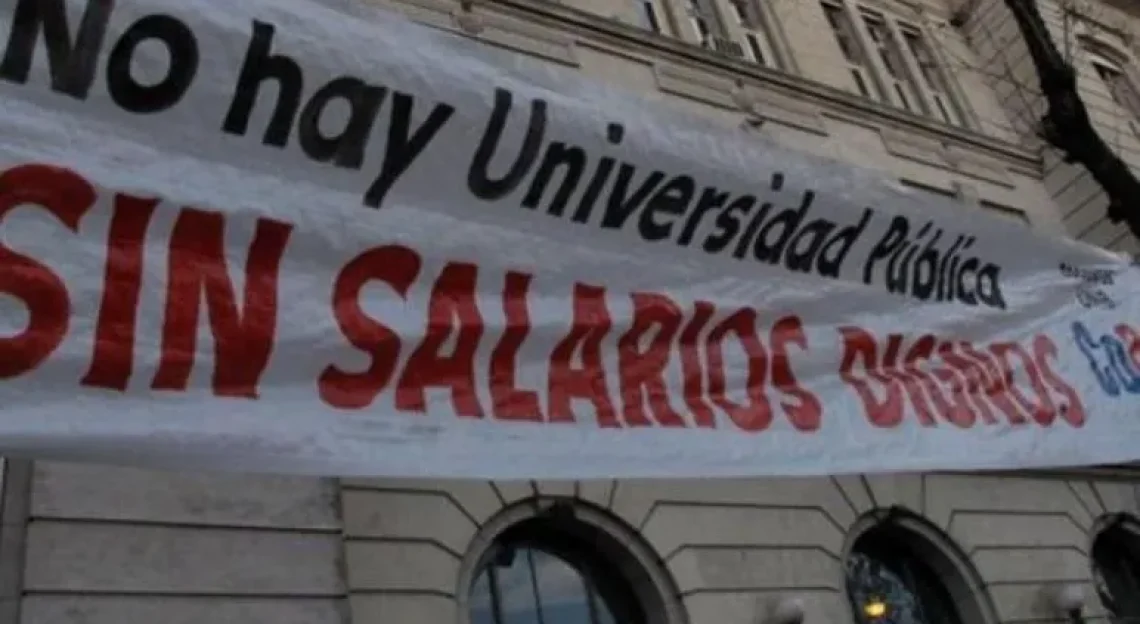 No hay Universidad Pública
SIN SALARIOS DIGNOS